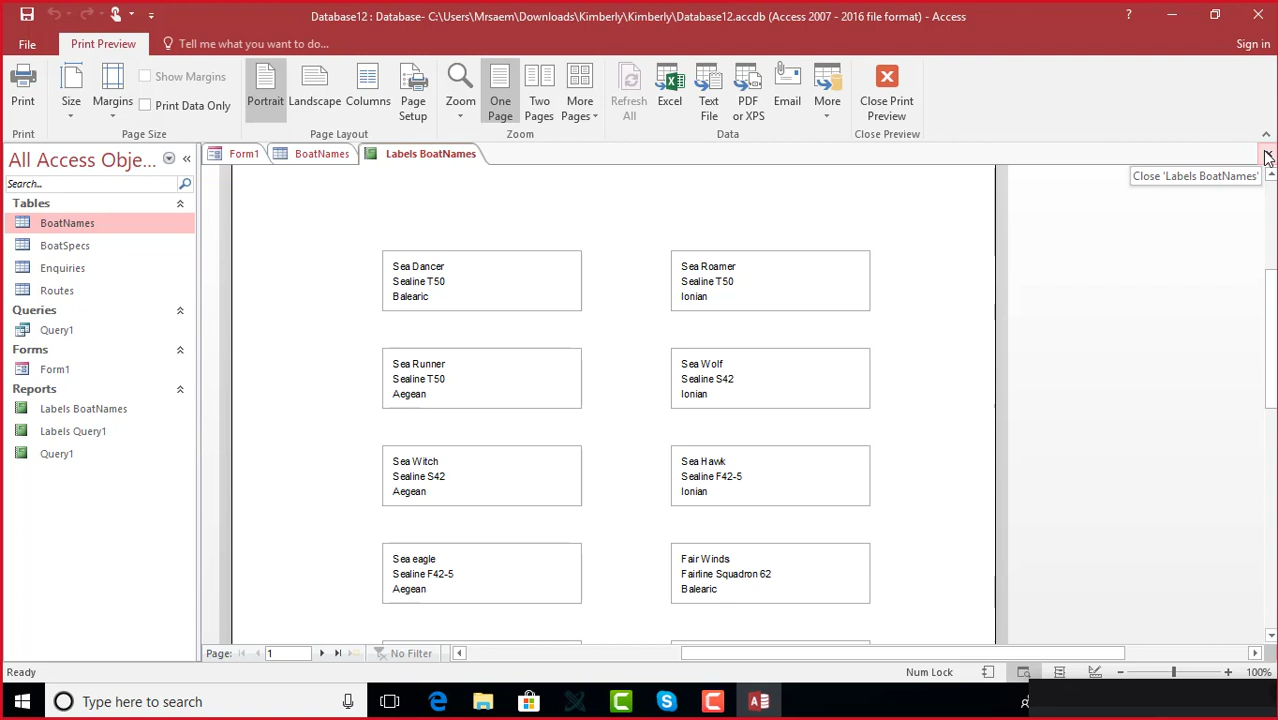 Database12 : Database- C:\Users\Mrsaem\Downloads\Kimberly\Kimberly\Database12.accdb (Access 2007 - 2016 file format) - Access
?
File
Print Preview
Tell me what you want to do...
Sign in
Print
Size
Margins
Show Margins
Print Data Only
Portrait
Landscape
Columns
Page Setup
Zoom
One Page
Two Pages
More Pages
Refresh All
Excel
Text File
PDF or XPS
Email
More
Close Print Preview
Print
Page Size
Page Layout
Zoom
Data
Close Preview
All Access Obje...
Search...
Tables
BoatNames
BoatSpecs
Enquiries
Routes
Queries
Query1
Forms
Form1
Reports
Labels BoatNames
Labels Query1
Query1
Form1
BoatNames
Labels BoatNames
Close 'Labels BoatNames'
Sea Dancer
Sealine T50
Balearic
Sea Roamer
Sealine T50
Ionian
Sea Runner
Sealine T50
Aegean
Sea Wolf
Sealine S42
Ionian
Sea Witch
Sealine S42
Aegean
Sea Hawk
Sealine F42-5
Ionian
Sea eagle
Sealine F42-5
Aegean
Fair Winds
Fairline Squadron 62
Balearic
Page:
1
No Filter
Ready
Num Lock
100%
Type here to search